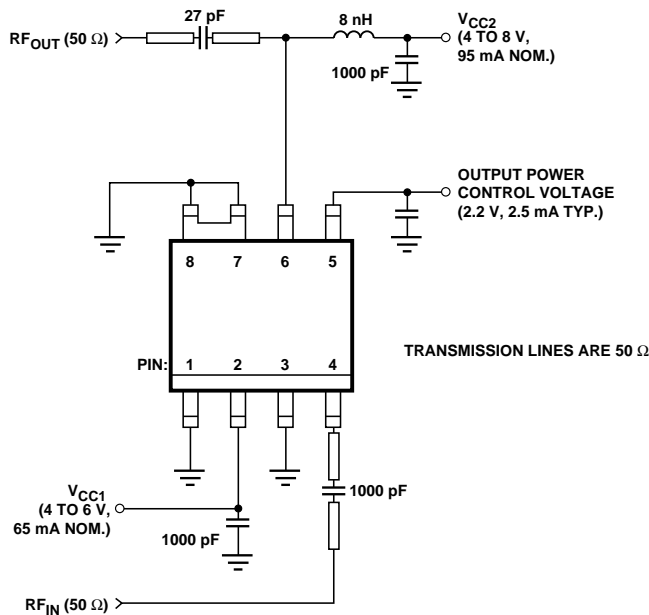 27 pF
8 nH
RFOUT (50 Ω)
VCC2
(4 TO 8 V,
95 mA NOM.)
1000 pF
OUTPUT POWER
CONTROL VOLTAGE
(2.2 V, 2.5 mA TYP.)
8 7 6 5
TRANSMISSION LINES ARE 50 Ω
PIN: 1 2 3 4
VCC1
(4 TO 6 V,
65 mA NOM.)
1000 pF
1000 pF
RFIN (50 Ω)